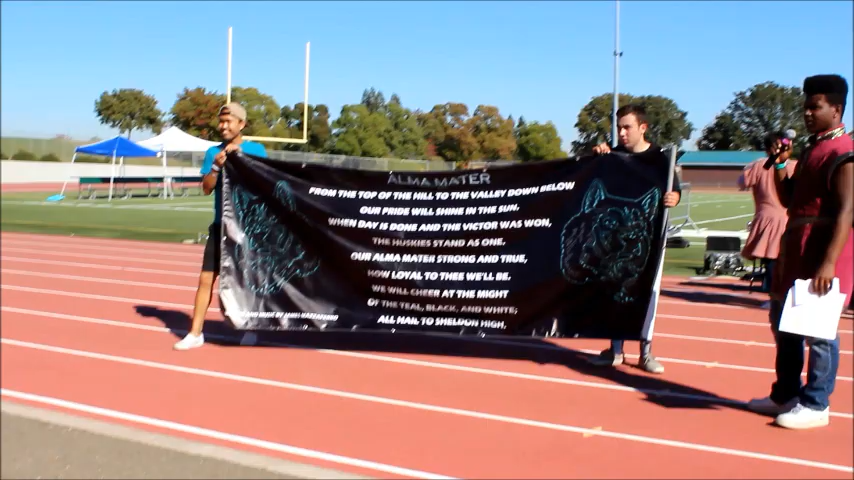 ALMA MATER
FROM THE TOP OF THE HILL TO THE VALLEY DOWN BELOW
OUR PRIDE WILL SHINE IN THE SUN.
WHEN DAY IS DONE AND THE VICTOR WAS WON,
THE HUSKIES STAND AS ONE.
OUR ALMA MATER STRONG AND TRUE,
HOW LOYAL TO THEE WE'LL BE.
WE WILL CHEER AT THE MIGHT
OF THE TEAL, BLACK, AND WHITE;
ALL HAIL TO SHELDON HIGH.
AND MUSIC BY